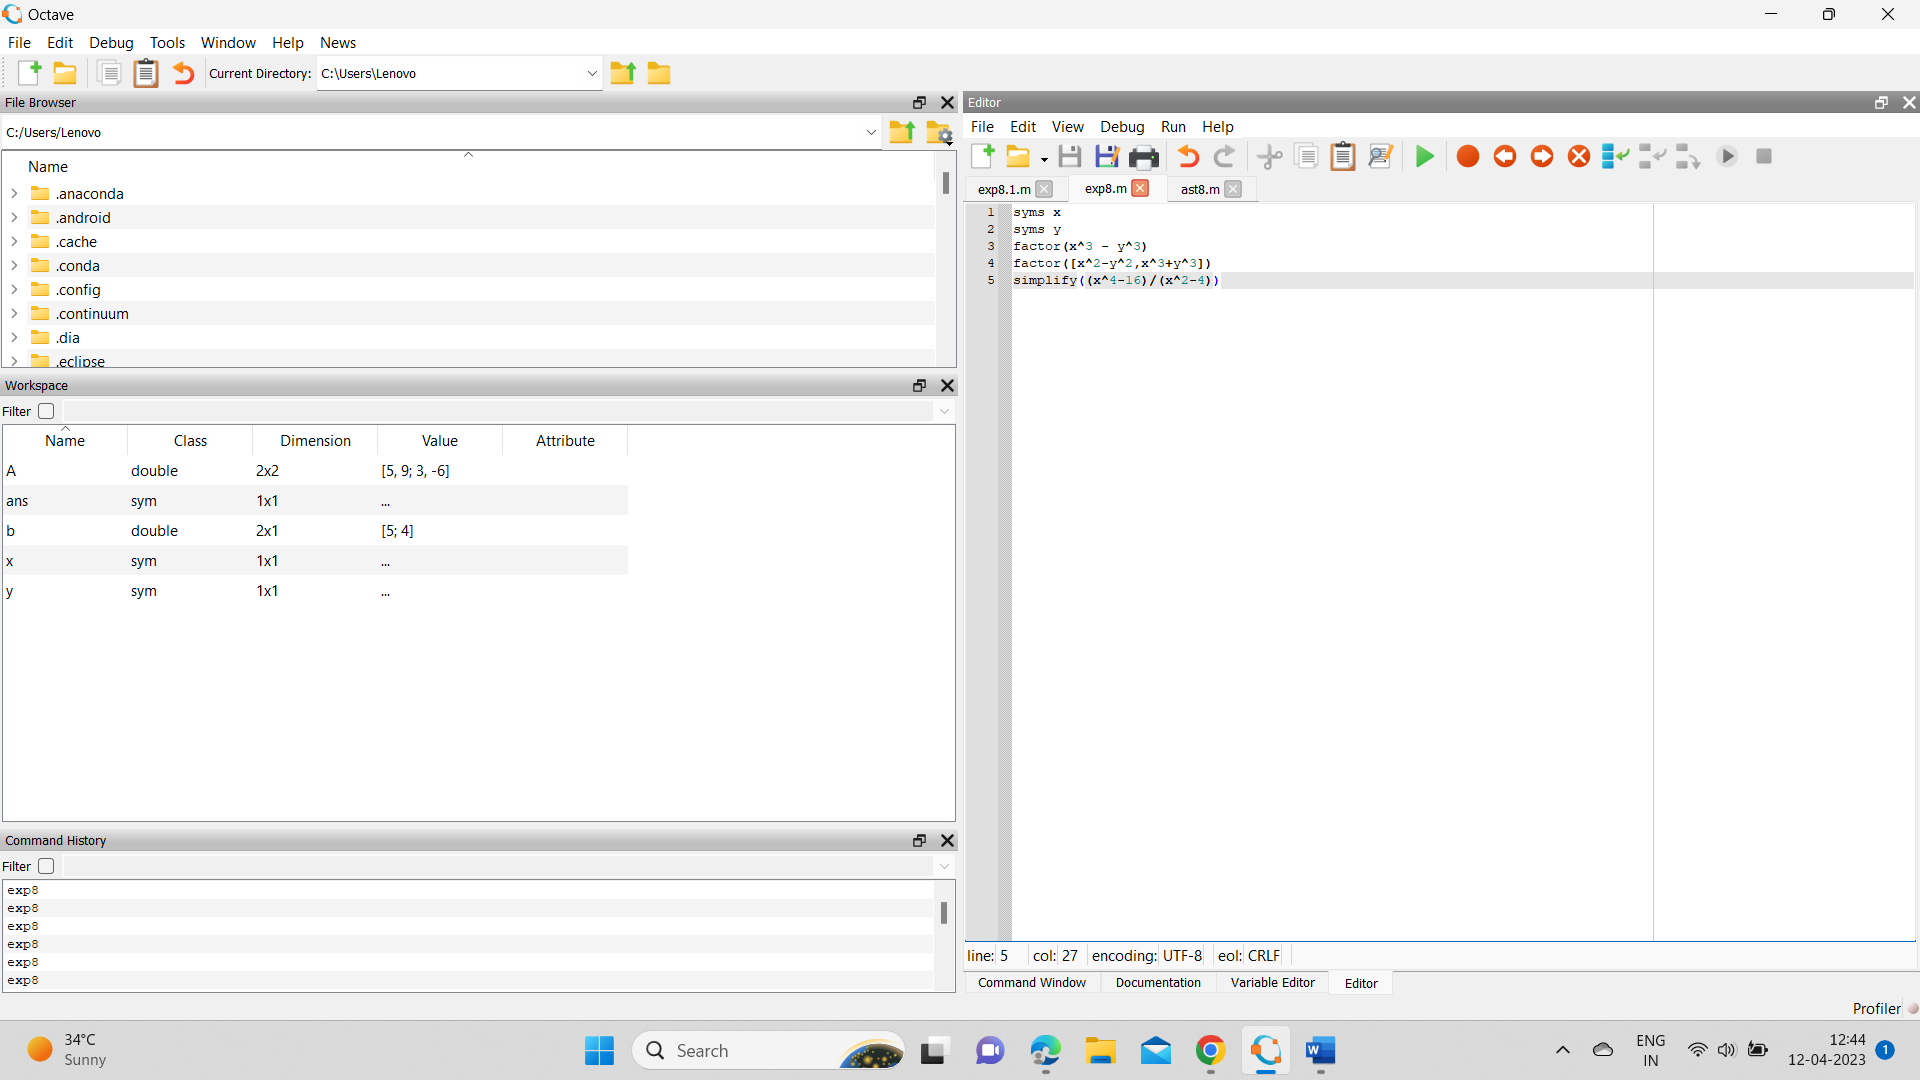 Octave
File Edit Debug Tools Window Help News
Current Directory: C:\Users\Lenovo
File Browser
C:/Users/Lenovo
Name
.anaconda
.android
.cache
.conda
.config
.continuum
.dia
.eclipse
Workspace
Filter
Name Class Dimension Value Attribute
A double 2x2 [5, 9; 3, -6]
ans sym 1x1 ...
b double 2x1 [5; 4]
x sym 1x1 ...
y sym 1x1 ...
Command History
Filter
exp8
exp8
exp8
exp8
exp8
exp8
Editor
File Edit View Debug Run Help
exp8.1.m exp8.m ast8.m
1 syms x
2 syms y
3 factor(x^3 - y^3)
4 factor([x^2-y^2,x^3+y^3])
5 simplify((x^4-16)/(x^2-4))
line: 5 col: 27 encoding: UTF-8 eol: CRLF
Command Window Documentation Variable Editor Editor
Profiler
34°C
Sunny
Search
W
ENG
IN
12:44
12-04-2023
1